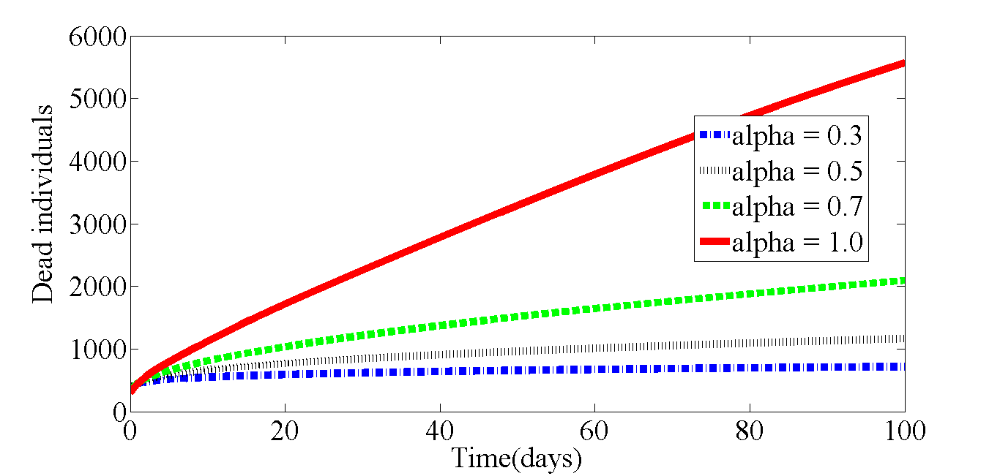 6000
5000
4000
3000
2000
1000
0
Dead individuals
alpha = 0.3
alpha = 0.5
alpha = 0.7
alpha = 1.0
0 20 40 60 80 100
Time(days)